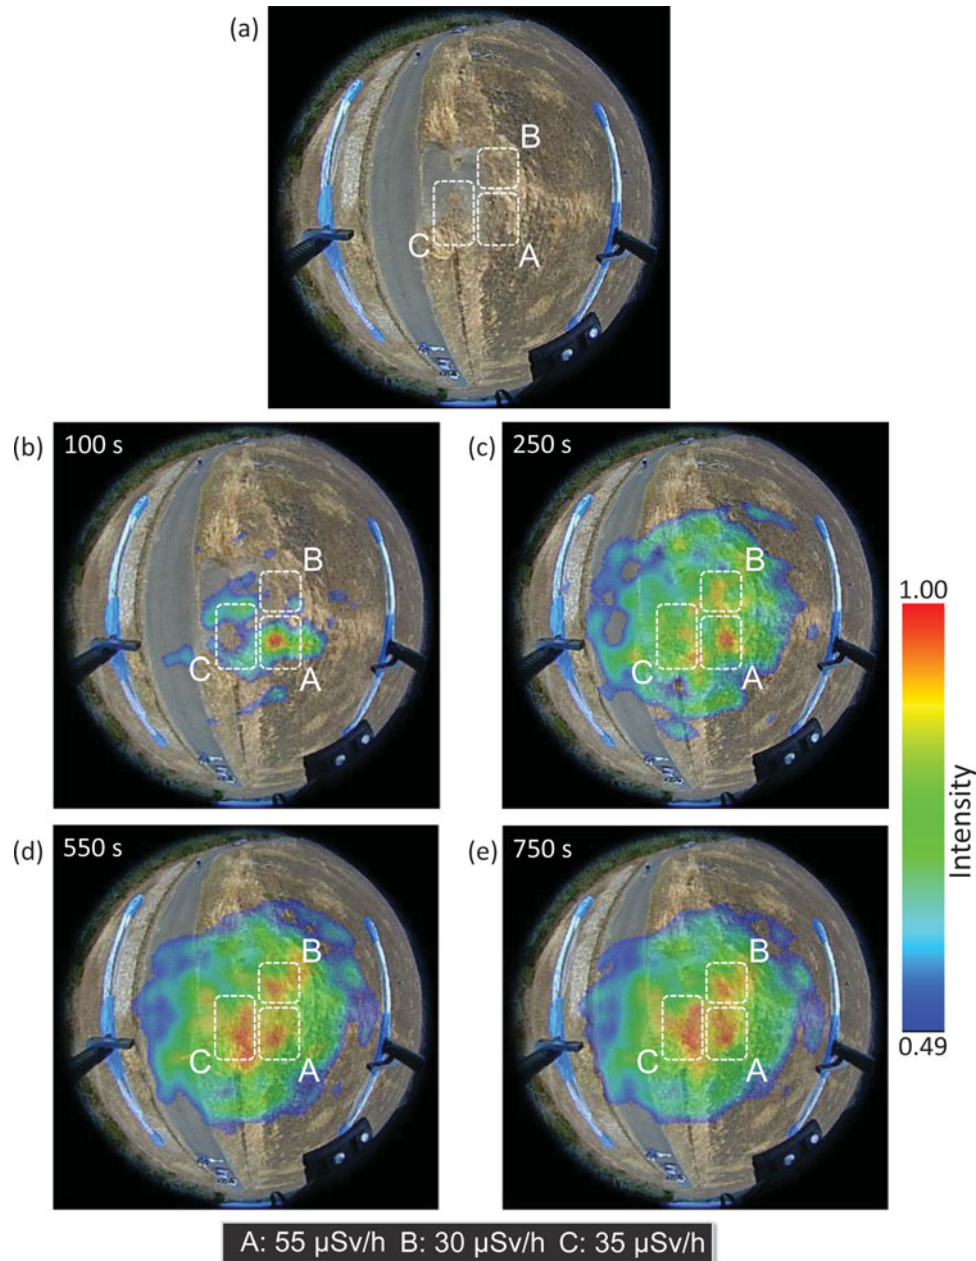 (a)
B
C
A
(b)
100 s
B
C
A
(c)
250 s
B
C
A
1.00
Intensity
0.49
(d)
550 s
B
C
A
(e)
750 s
B
C
A
A: 55 μSv/h B: 30 μSv/h C: 35 μSv/h